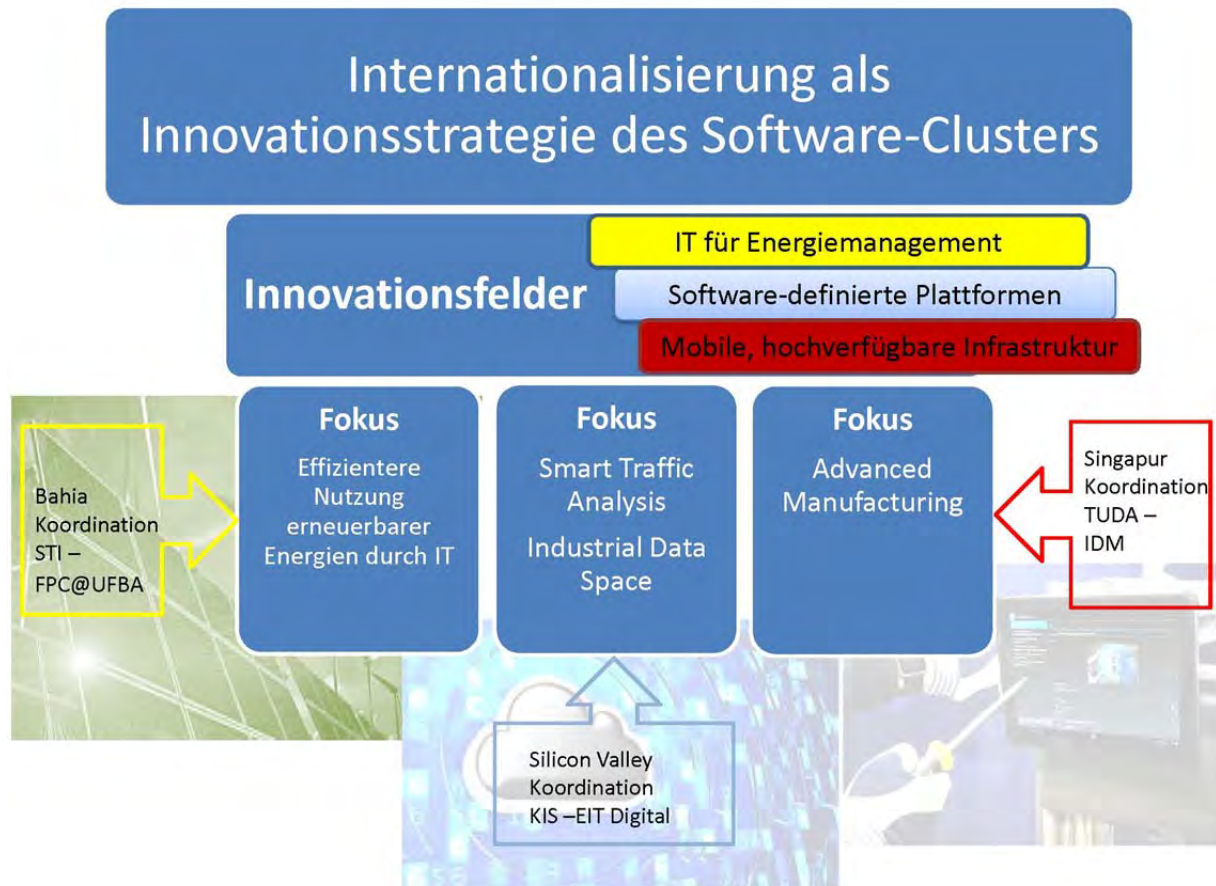 Internationalisierung als
Innovationsstrategie des Software-Clusters
Innovationsfelder
IT für Energiemanagement
Software-definierte Plattformen
Mobile, hochverfügbare Infrastruktur
Bahia
Koordination
STI –
FPC@UFBA
Fokus
Effizientere
Nutzung
erneuerbarer
Energien durch IT
Fokus
Smart Traffic
Analysis
Industrial Data
Space
Fokus
Advanced
Manufacturing
Singapur
Koordination
TUDA –
IDM
Silicon Valley
Koordination
KIS –EIT Digital